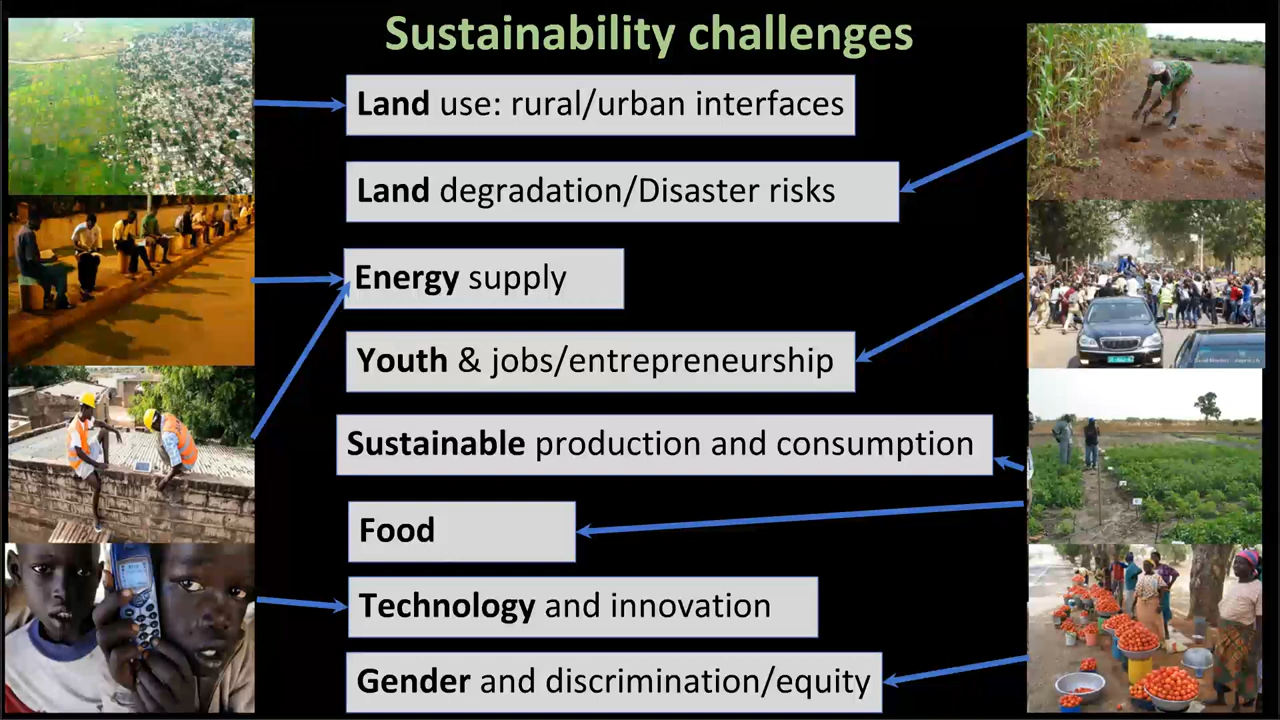 Sustainability challenges
Land use: rural/urban interfaces
Land degradation/Disaster risks
Energy supply
Youth & jobs/entrepreneurship
Sustainable production and consumption
Food
Technology and innovation
Gender and discrimination/equity